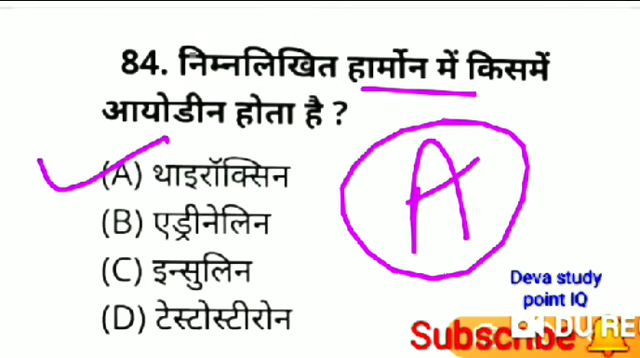 84. निम्नलिखित हार्मोन में किसमें
आयोडीन होता है ?
(A) थाइरॉक्सिन
(B) एड्रीनेलिन
(C) इन्सुलिन
(D) टेस्टोस्टीरोन
A
Deva study
point IQ
Subscribe